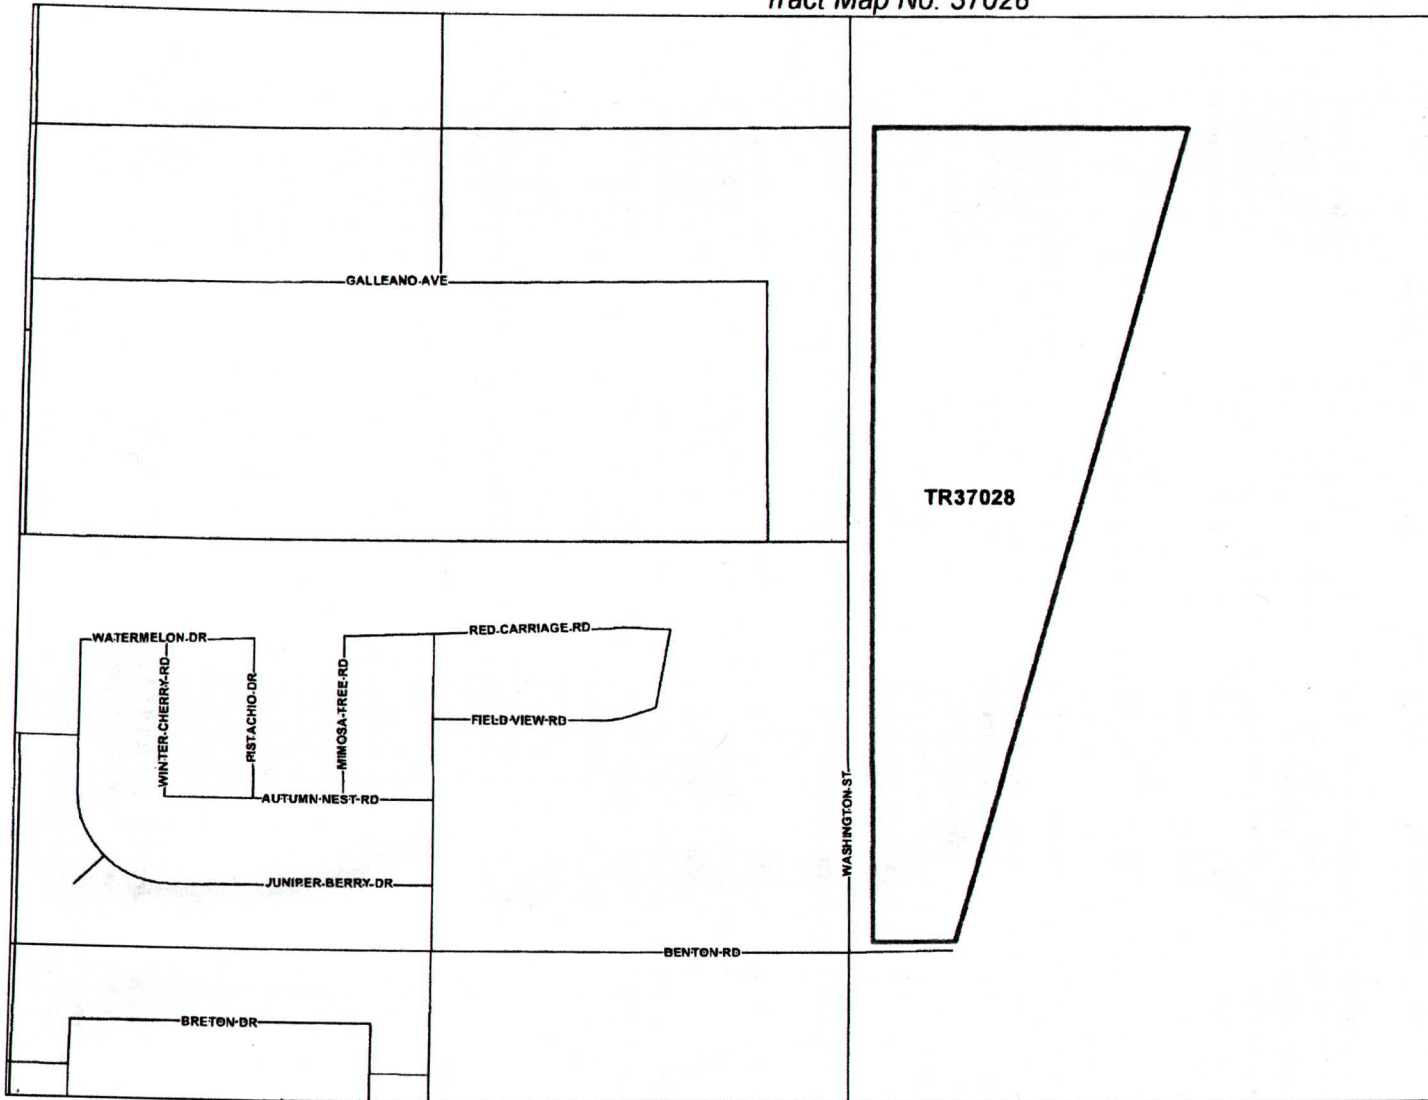 Tract Map No. 37028
GALLEANO AVE
TR37028
WATERMELON DR
RED CARRIAGE RD
WINTER CHERRY RD
PISTACHIO DR
MIMOSA TREE RD
FIELD VIEW RD
AUTUMN NEST RD
WASHINGTON ST
JUNIPER BERRY DR
BENTON RD
BRETON DR